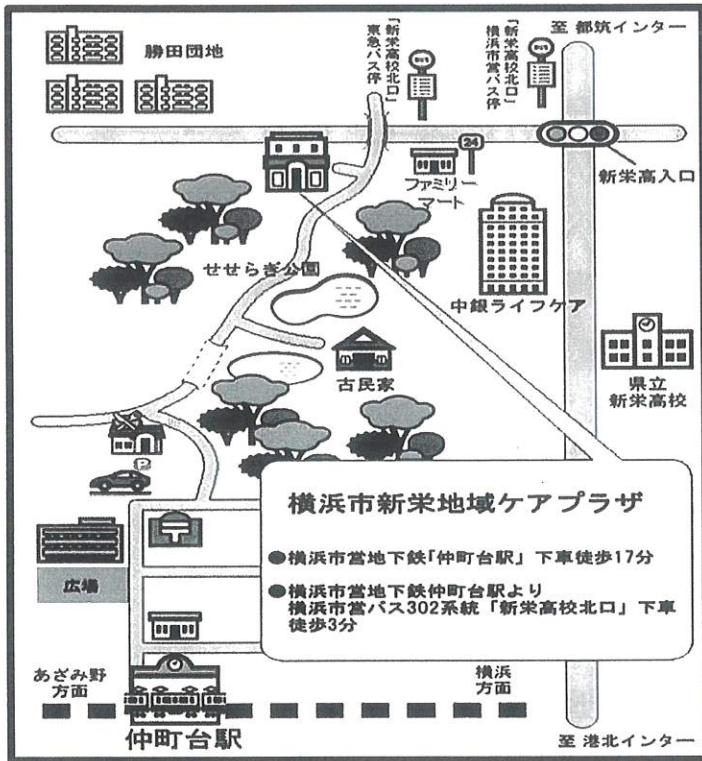 勝田団地
「新栄高校北口」
東急バス停
「新栄高校北口」
横浜市営バス停
至 都筑インター
24
ファミリー
マート
新栄高入口
せせらぎ公園
中銀ライフケア
古民家
県立
新栄高校
P
横浜市新栄地域ケアプラザ
●横浜市営地下鉄「仲町台駅」下車徒歩17分
●横浜市営地下鉄仲町台駅より
横浜市営バス302系統「新栄高校北口」下車
徒歩3分
広場
あざみ野
方面
横浜
方面
仲町台駅
至 港北インター